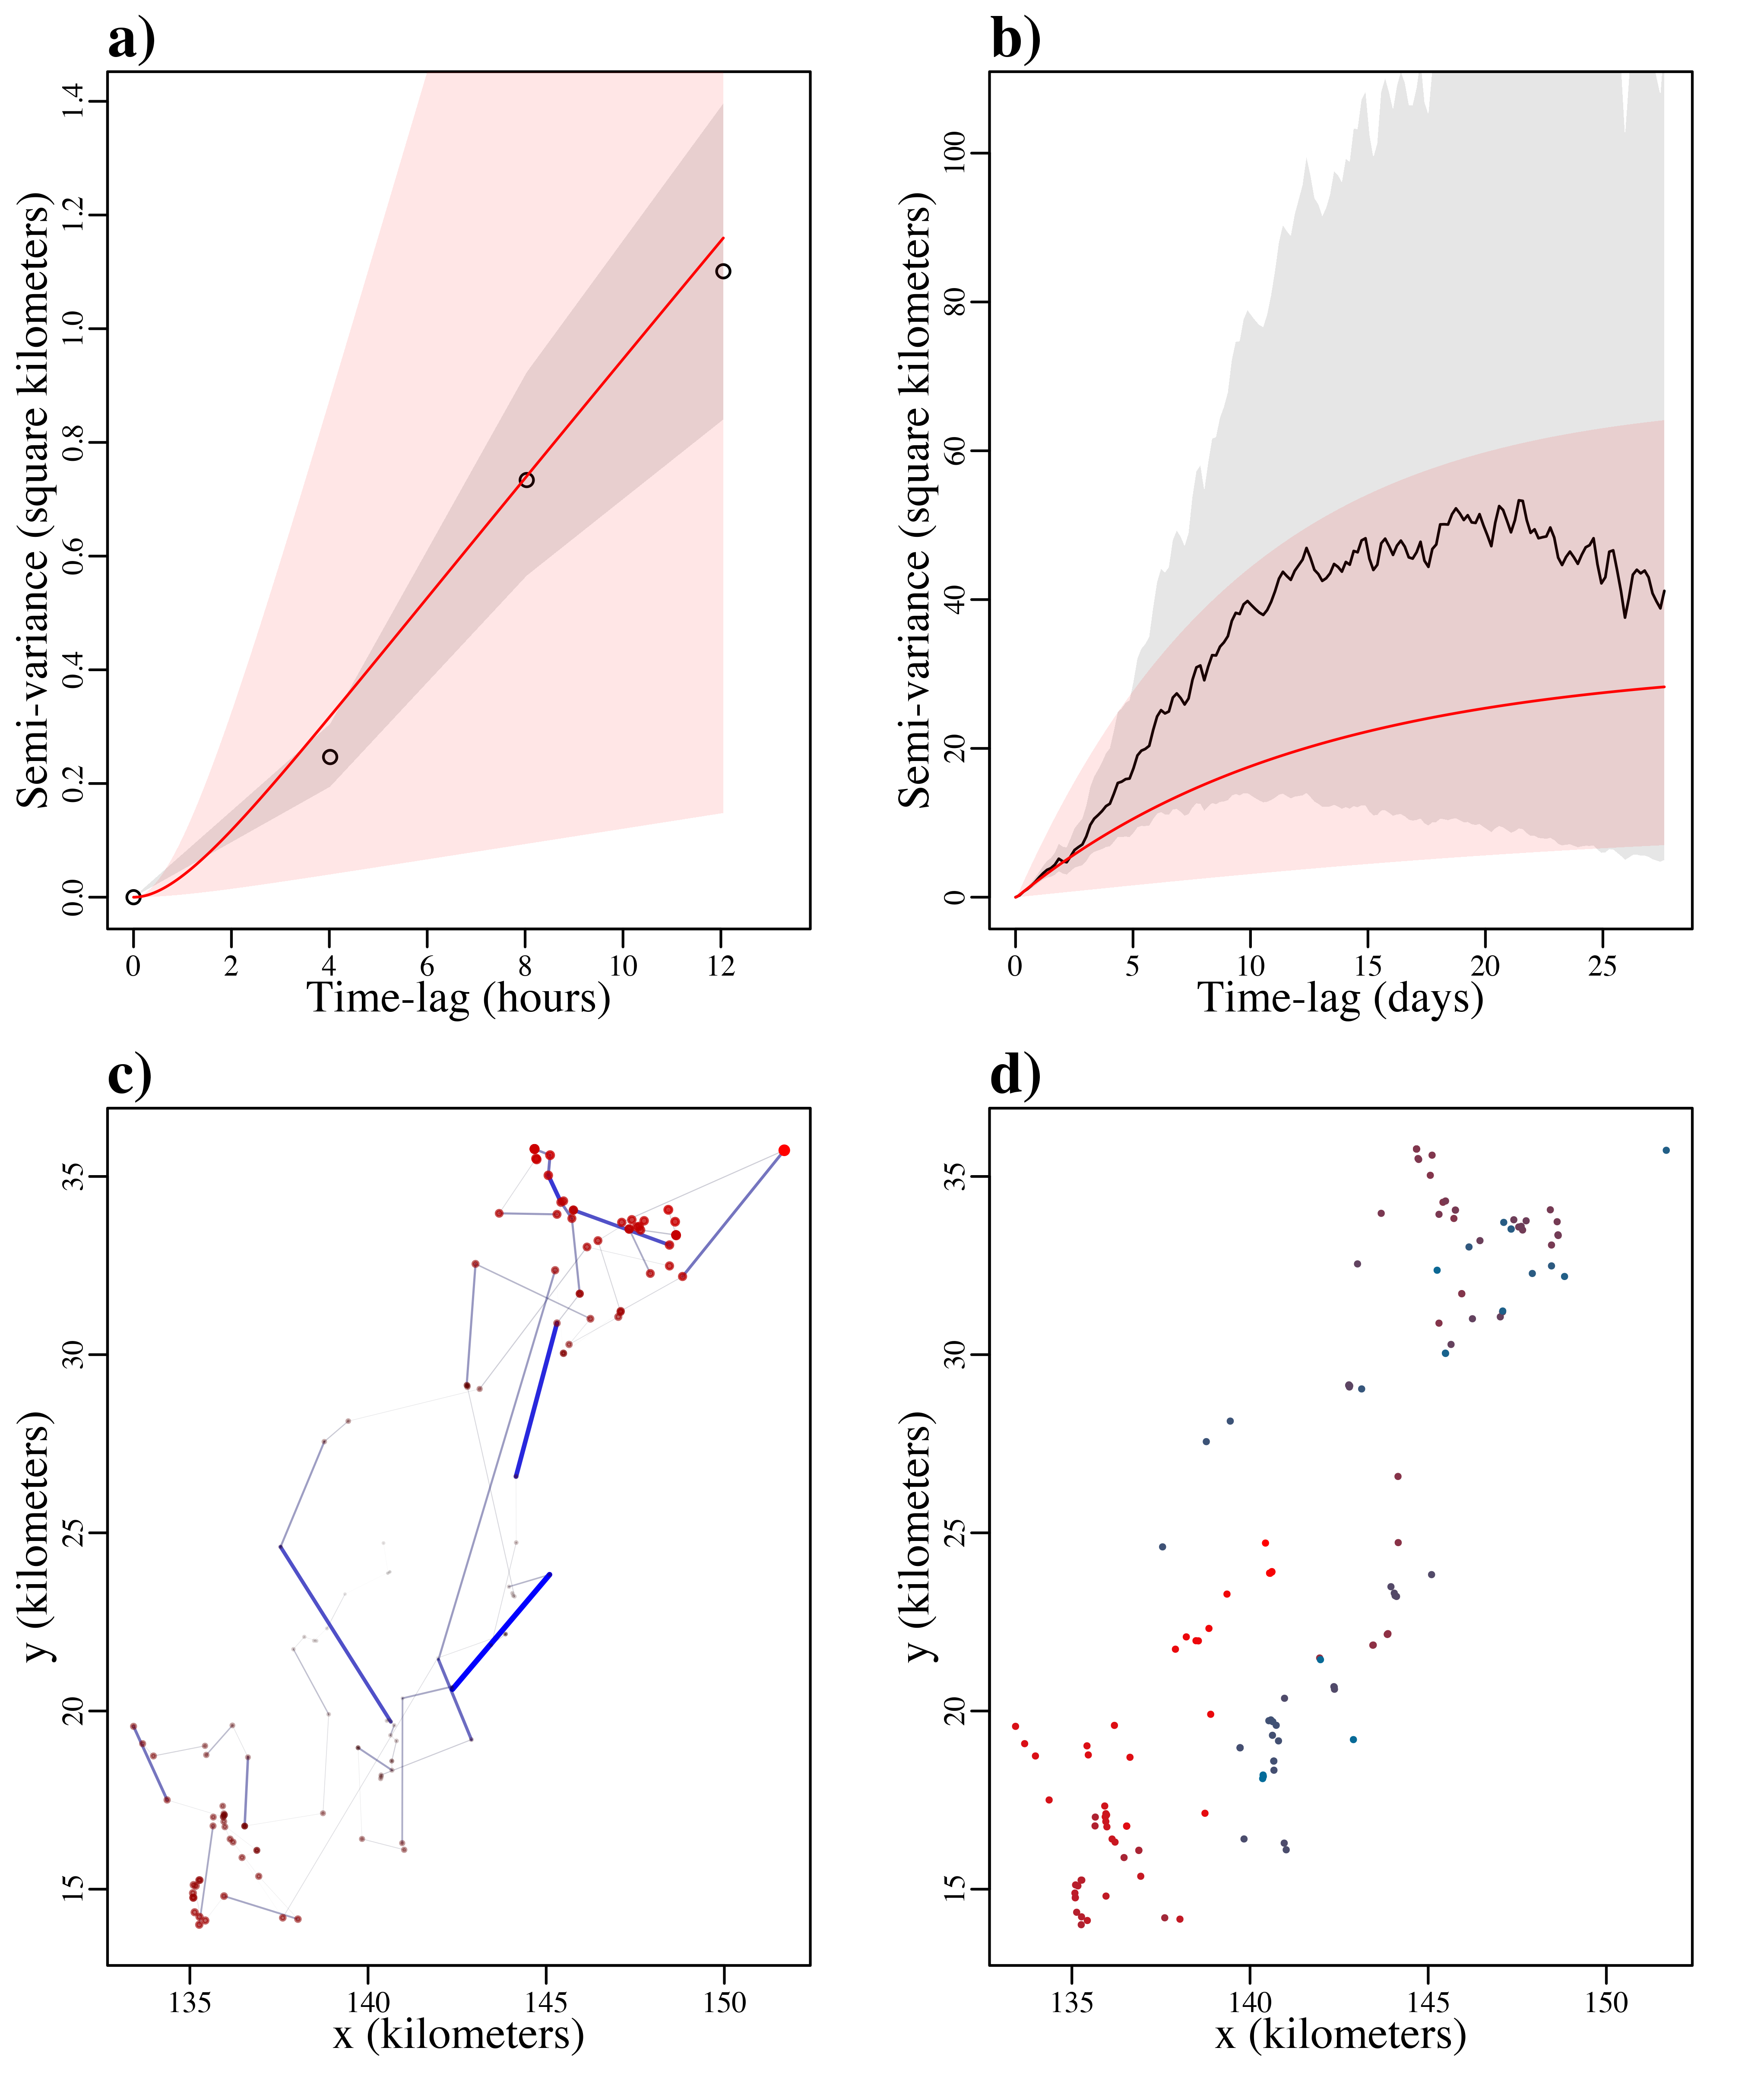 a)
Semi-variance (square kilometers)
1.4
1.2
1.0
0.8
0.6
0.4
0.2
0.0
0 2 4 6 8 10 12
Time-lag (hours)
b)
Semi-variance (square kilometers)
100
80
60
40
20
0
0 5 10 15 20 25
Time-lag (days)
c)
y (kilometers)
35
30
25
20
15
135 140 145 150
x (kilometers)
d)
y (kilometers)
35
30
25
20
15
135 140 145 150
x (kilometers)